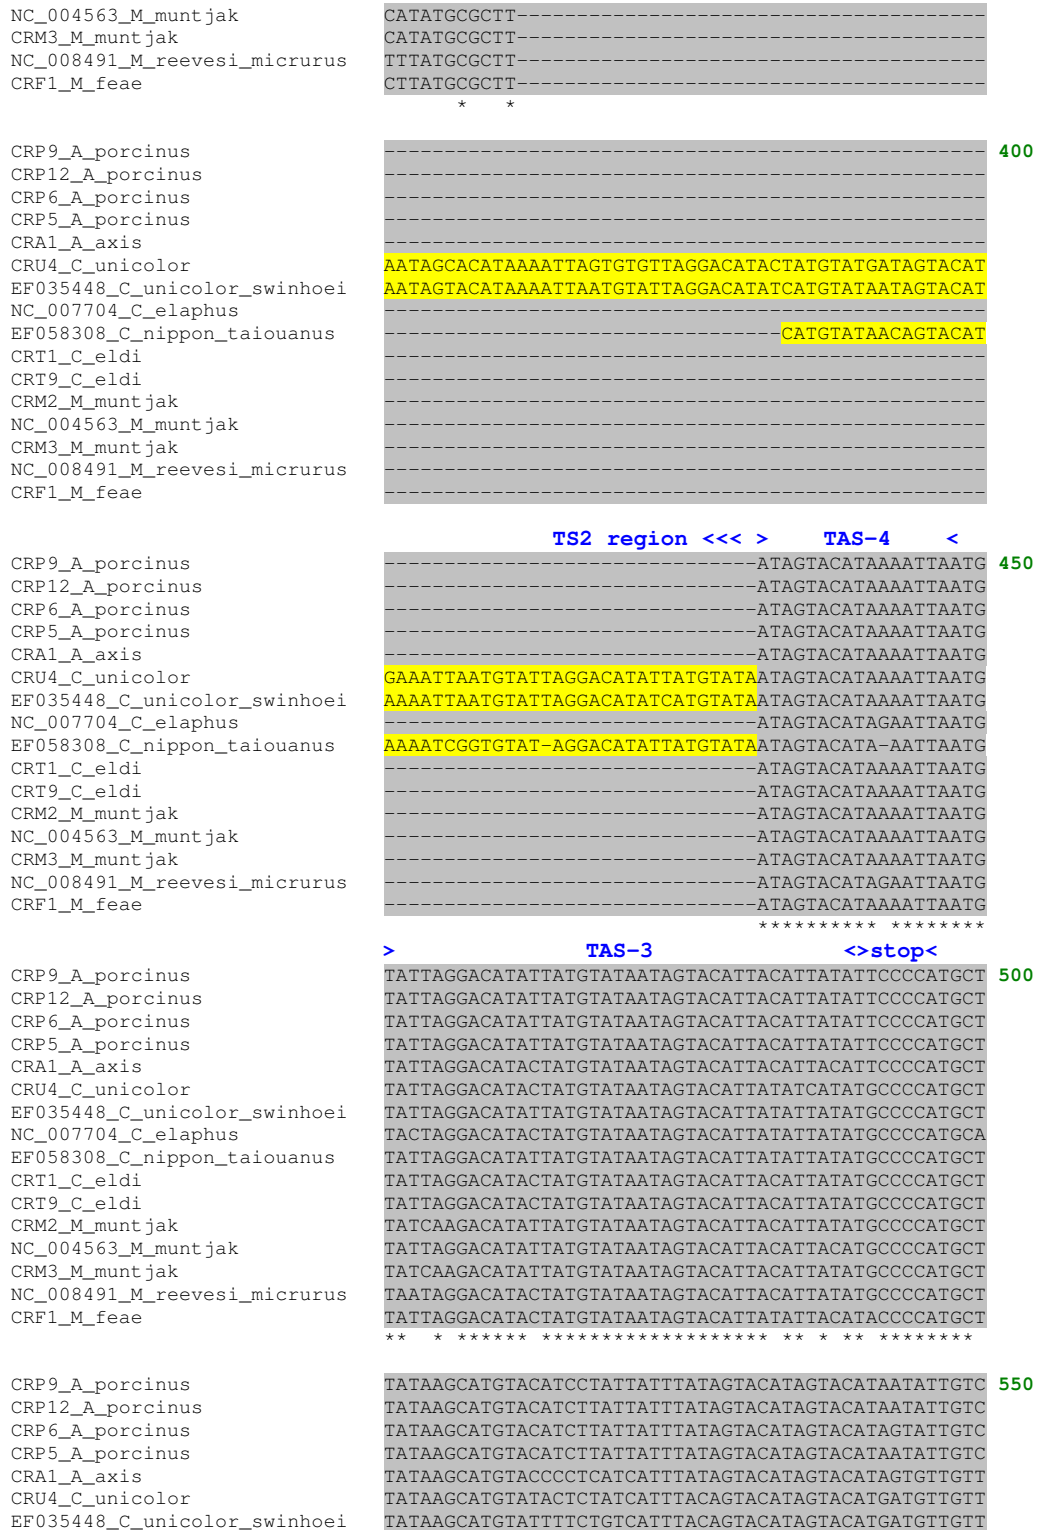 NC_004563_M_muntjak CATATGCGCTT---------------------------------------
CRM3_M_muntjak CATATGCGCTT---------------------------------------
NC_008491_M_reevesi_micrurus TTTATGCGCTT---------------------------------------
CRF1_M_feae CTTATGCGCTT---------------------------------------
* *
CRP9_A_porcinus -------------------------------------------------- 400
CRP12_A_porcinus --------------------------------------------------
CRP6_A_porcinus --------------------------------------------------
CRP5_A_porcinus --------------------------------------------------
CRA1_A_axis --------------------------------------------------
CRU4_C_unicolor AATAGCACATAAAATTAGTGTGTTAGGACATACTATGTATGATAGTACAT
EF035448_C_unicolor_swinhoei AATAGTACATAAAATTAATGTATTAGGACATATCATGTATAATAGTACAT
NC_007704_C_elaphus --------------------------------------------------
EF058308_C_nippon_taiouanus ---------------------------------CATGTATAACAGTACAT
CRT1_C_eldi --------------------------------------------------
CRT9_C_eldi --------------------------------------------------
CRM2_M_muntjak --------------------------------------------------
NC_004563_M_muntjak --------------------------------------------------
CRM3_M_muntjak --------------------------------------------------
NC_008491_M_reevesi_micrurus --------------------------------------------------
CRF1_M_feae --------------------------------------------------
TS2 region <<< > TAS-4 <
CRP9_A_porcinus -------------------------------ATAGTACATAAAATTAATG 450
CRP12_A_porcinus -------------------------------ATAGTACATAAAATTAATG
CRP6_A_porcinus -------------------------------ATAGTACATAAAATTAATG
CRP5_A_porcinus -------------------------------ATAGTACATAAAATTAATG
CRA1_A_axis -------------------------------ATAGTACATAAAATTAATG
CRU4_C_unicolor GAAATTAATGTATTAGGACATATTATGTATAATAGTACATAAAATTAATG
EF035448_C_unicolor_swinhoei AAAATTAATGTATTAGGACATATCATGTATAATAGTACATAAAATTAATG
NC_007704_C_elaphus -------------------------------ATAGTACATAGAATTAATG
EF058308_C_nippon_taiouanus AAAATCGGTGTAT-AGGACATATTATGTATAATAGTACATA-AATTAATG
CRT1_C_eldi -------------------------------ATAGTACATAAAATTAATG
CRT9_C_eldi -------------------------------ATAGTACATAAAATTAATG
CRM2_M_muntjak -------------------------------ATAGTACATAAAATTAATG
NC_004563_M_muntjak -------------------------------ATAGTACATAAAATTAATG
CRM3_M_muntjak -------------------------------ATAGTACATAAAATTAATG
NC_008491_M_reevesi_micrurus -------------------------------ATAGTACATAGAATTAATG
CRF1_M_feae -------------------------------ATAGTACATAAAATTAATG
********** ********
> TAS-3 <>stop<
CRP9_A_porcinus TATTAGGACATATTATGTATAATAGTACATTACATTATATTCCCCATGCT 500
CRP12_A_porcinus TATTAGGACATATTATGTATAATAGTACATTACATTATATTCCCCATGCT
CRP6_A_porcinus TATTAGGACATATTATGTATAATAGTACATTACATTATATTCCCCATGCT
CRP5_A_porcinus TATTAGGACATATTATGTATAATAGTACATTACATTATATTCCCCATGCT
CRA1_A_axis TATTAGGACATACTATGTATAATAGTACATTACATTACATTCCCCATGCT
CRU4_C_unicolor TATTAGGACATACTATGTATAATAGTACATTATATCATATGCCCCATGCT
EF035448_C_unicolor_swinhoei TATTAGGACATATTATGTATAATAGTACATTATATTATATGCCCCATGCT
NC_007704_C_elaphus TACTAGGACATACTATGTATAATAGTACATTATATTATATGCCCCATGCA
EF058308_C_nippon_taiouanus TATTAGGACATATTATGTATAATAGTACATTATATTATATGCCCCATGCT
CRT1_C_eldi TATTAGGACATACTATGTATAATAGTACATTACATTATATGCCCCATGCT
CRT9_C_eldi TATTAGGACATACTATGTATAATAGTACATTACATTATATGCCCCATGCT
CRM2_M_muntjak TATCAAGACATATTATGTATAATAGTACATTACATTATATGCCCCATGCT
NC_004563_M_muntjak TATTAGGACATATTATGTATAATAGTACATTACATTACATGCCCCATGCT
CRM3_M_muntjak TATCAAGACATATTATGTATAATAGTACATTACATTATATGCCCCATGCT
NC_008491_M_reevesi_micrurus TAATAGGACATACTATGTATAATAGTACATTACATTATATGCCCCATGCT
CRF1_M_feae TATTAGGACATACTATGTATAATAGTACATTATATTACATACCCCATGCT
** * ****** ******************* ** * ** ********
CRP9_A_porcinus TATAAGCATGTACATCCTATTATTTATAGTACATAGTACATAATATTGTC 550
CRP12_A_porcinus TATAAGCATGTACATCTTATTATTTATAGTACATAGTACATAATATTGTC
CRP6_A_porcinus TATAAGCATGTACATCTTATTATTTATAGTACATAGTACATAGTATTGTC
CRP5_A_porcinus TATAAGCATGTACATCTTATTATTTATAGTACATAGTACATAATATTGTC
CRA1_A_axis TATAAGCATGTACCCCTCATCATTTATAGTACATAGTACATAGTGTTGTT
CRU4_C_unicolor TATAAGCATGTATACTCTATCATTTACAGTACATAGTACATGATGTTGTT
EF035448_C_unicolor_swinhoei TATAAGCATGTATTTTCTGTCATTTACAGTACATAGTACATGATGTTGTT